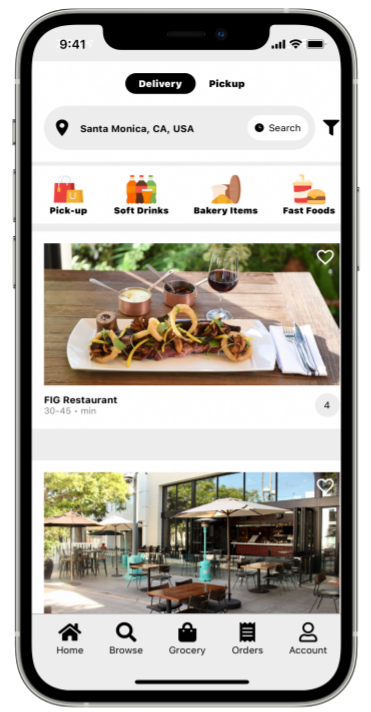 9:41
Delivery Pickup
Santa Monica, CA, USA Search
Pick-up Soft Drinks Bakery Items Fast Foods
FIG Restaurant
30-45 • min
4
Home Browse Grocery Orders Account